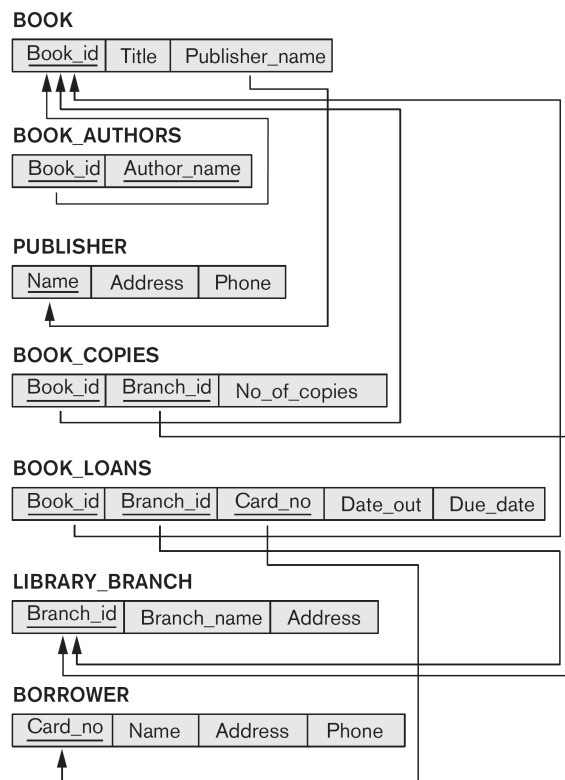 BOOK
Book_id Title Publisher_name
BOOK_AUTHORS
Book_id Author_name
PUBLISHER
Name Address Phone
BOOK_COPIES
Book_id Branch_id No_of_copies
BOOK_LOANS
Book_id Branch_id Card_no Date_out Due_date
LIBRARY_BRANCH
Branch_id Branch_name Address
BORROWER
Card_no Name Address Phone